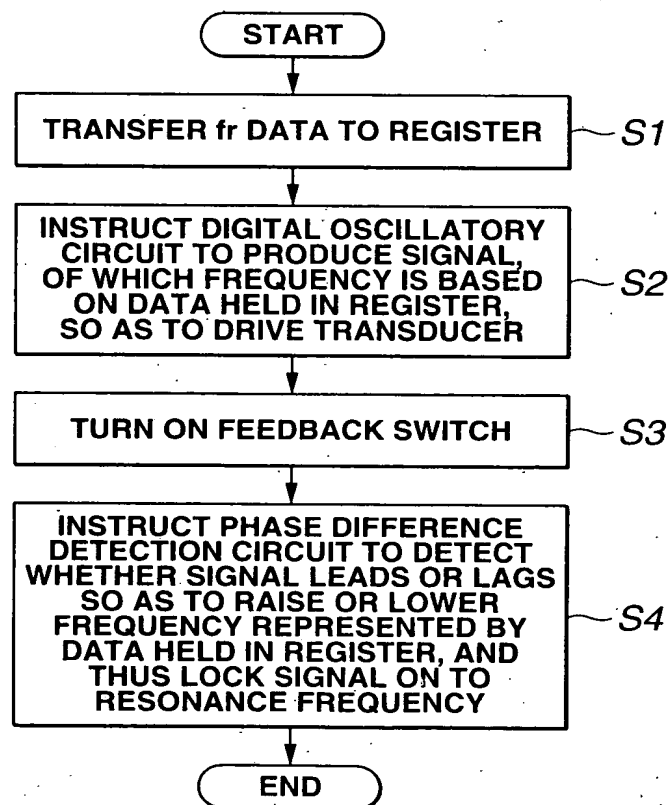 START
TRANSFER fr DATA TO REGISTER
S1
INSTRUCT DIGITAL OSCILLATORY
CIRCUIT TO PRODUCE SIGNAL,
OF WHICH FREQUENCY IS BASED
ON DATA HELD IN REGISTER,
SO AS TO DRIVE TRANSDUCER
S2
TURN ON FEEDBACK SWITCH
S3
INSTRUCT PHASE DIFFERENCE
DETECTION CIRCUIT TO DETECT
WHETHER SIGNAL LEADS OR LAGS
SO AS TO RAISE OR LOWER
FREQUENCY REPRESENTED BY
DATA HELD IN REGISTER, AND
THUS LOCK SIGNAL ON TO
RESONANCE FREQUENCY
S4
END